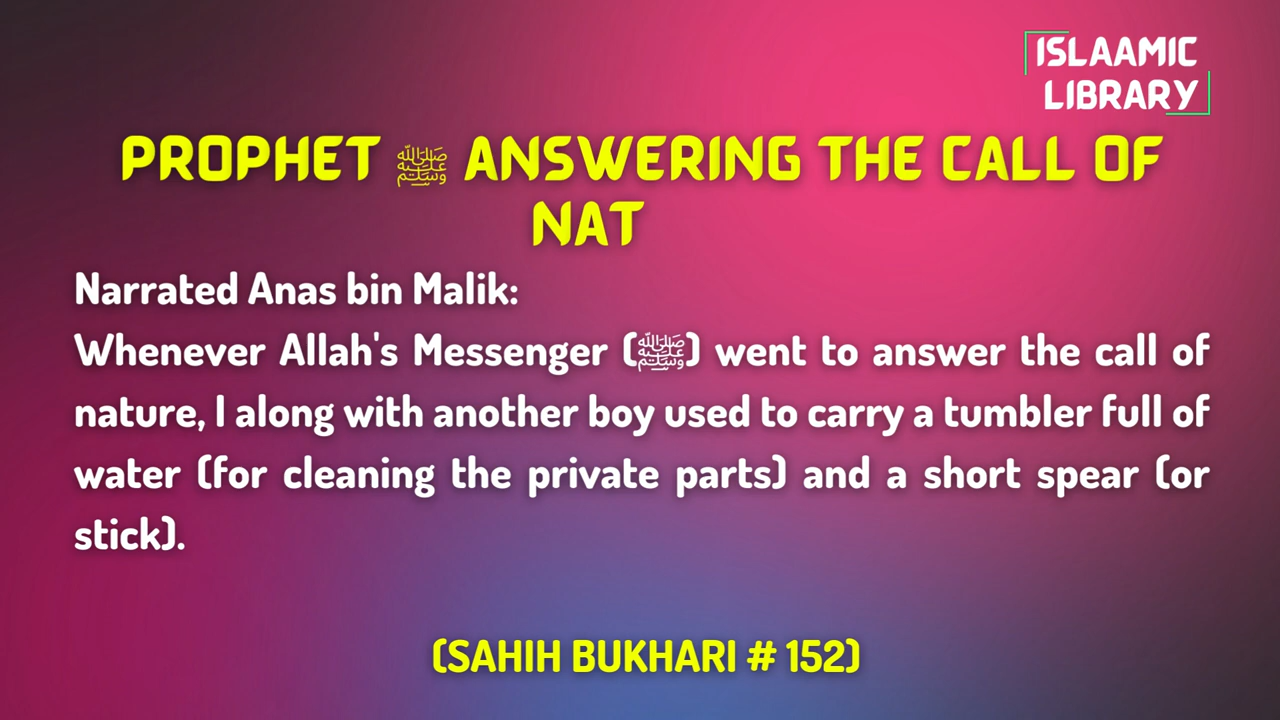 ISLAAMIC
LIBRARY
PROPHET ﷺ ANSWERING THE CALL OF
NAT
Narrated Anas bin Malik:
Whenever Allah's Messenger (ﷺ) went to answer the call of
nature, I along with another boy used to carry a tumbler full of
water (for cleaning the private parts) and a short spear (or
stick).
(SAHIH BUKHARI # 152)